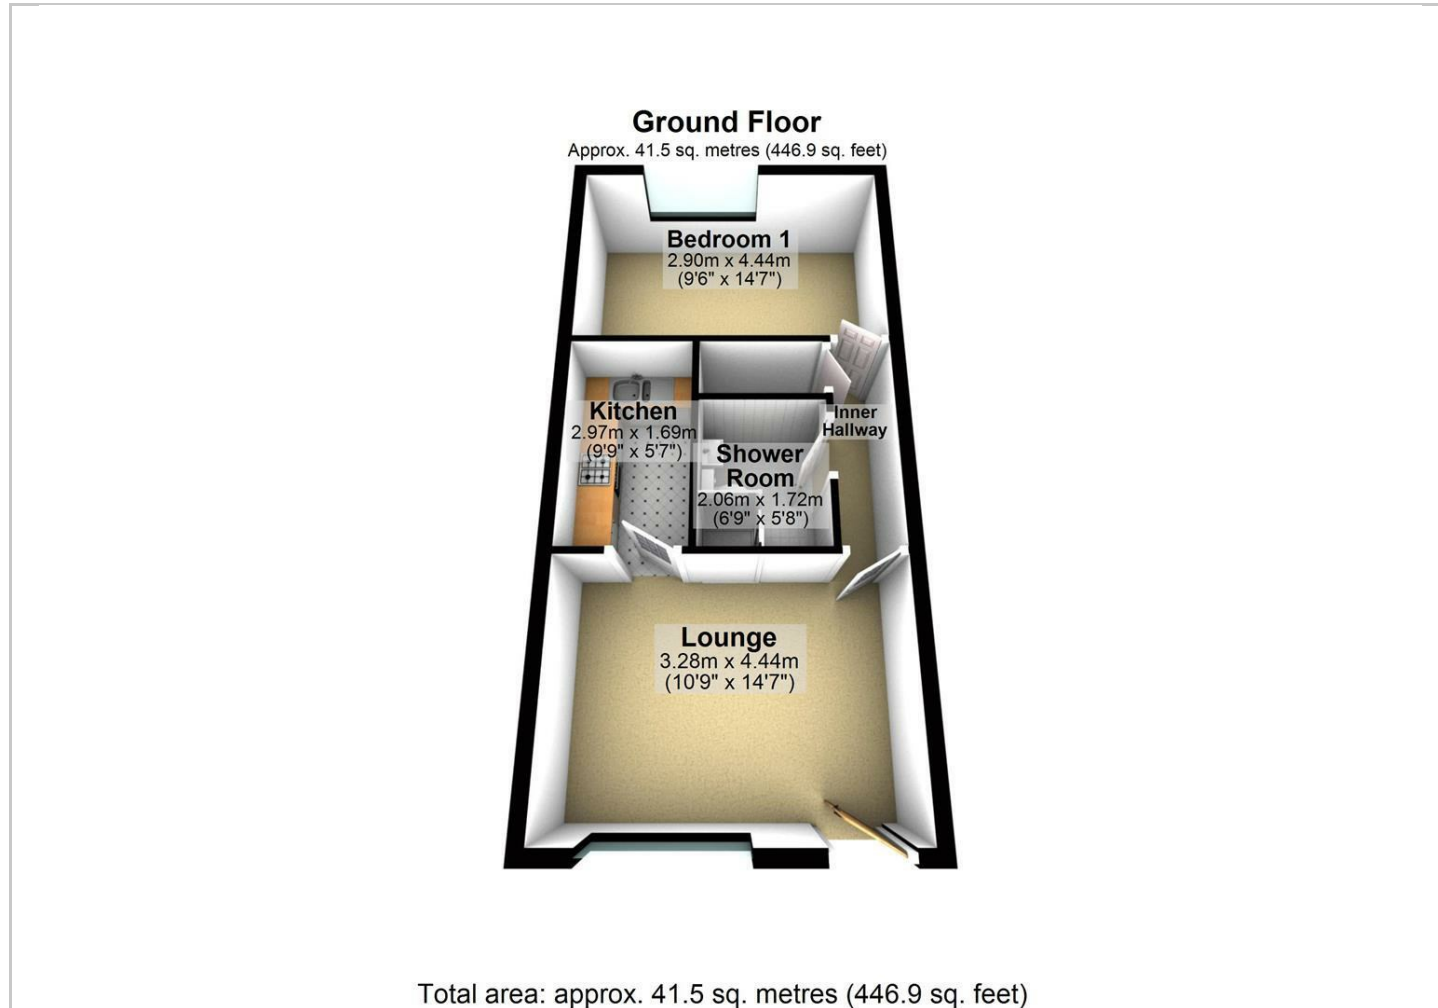 Ground Floor
Approx. 41.5 sq. metres (446.9 sq. feet)
Bedroom 1
2.90m x 4.44m
(9'6" x 14'7")
Kitchen
2.97m x 1.69m
(9'9" x 5'7")
Inner
Hallway
Shower
Room
2.06m x 1.72m
(6'9" x 5'8")
Lounge
3.28m x 4.44m
(10'9" x 14'7")
Total area: approx. 41.5 sq. metres (446.9 sq. feet)